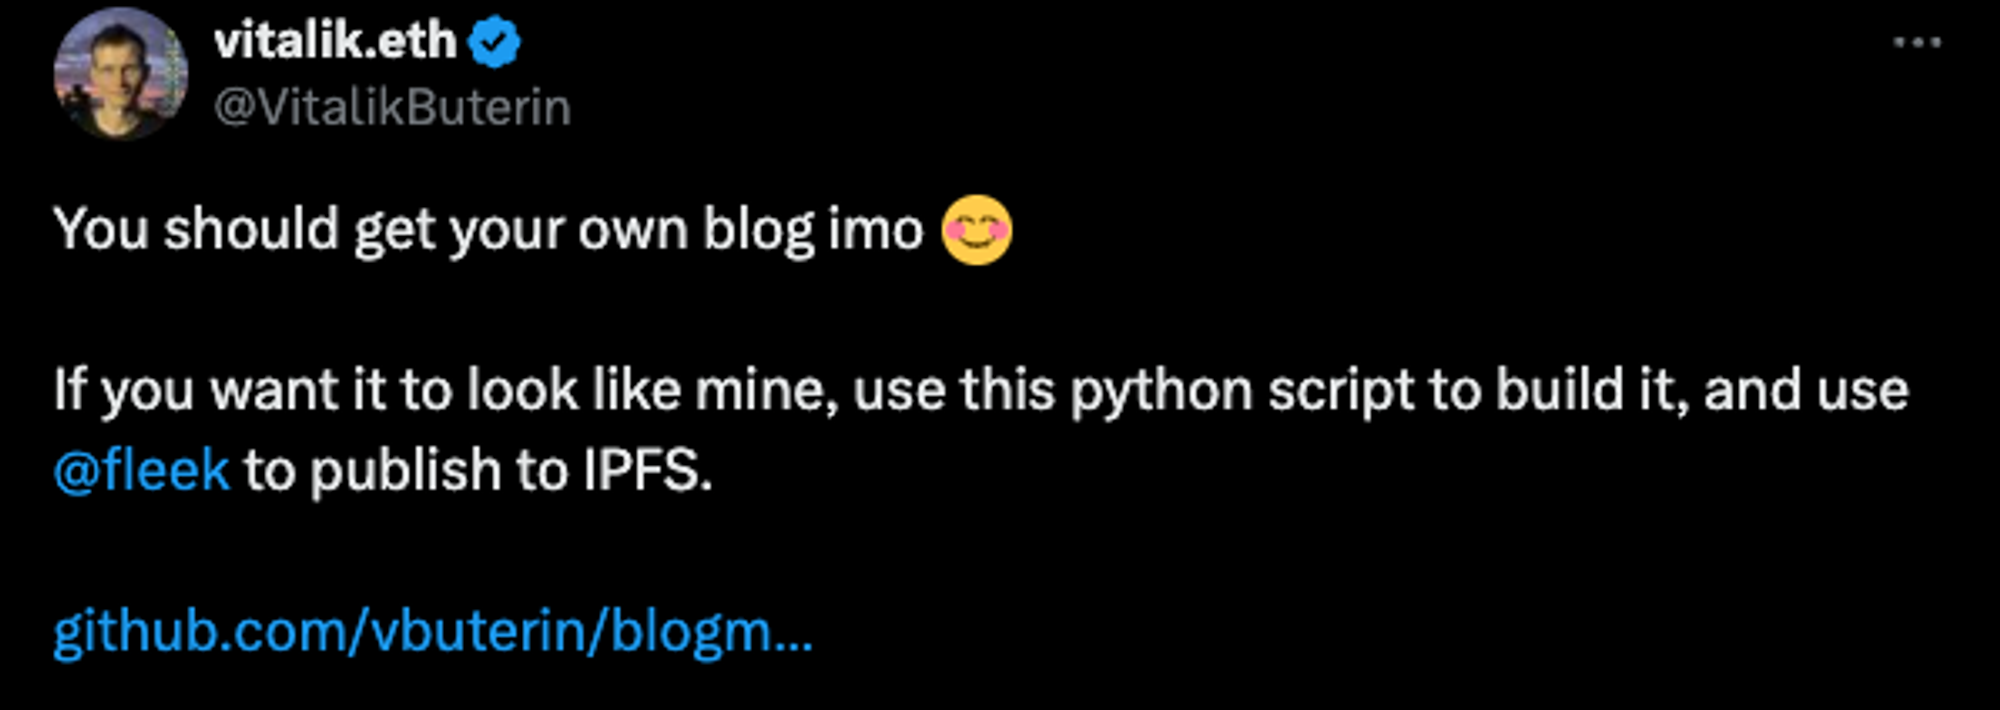 vitalik.eth
@VitalikButerin
You should get your own blog imo 😊
If you want it to look like mine, use this python script to build it, and use
@fleek to publish to IPFS.
github.com/vbuterin/blogm...